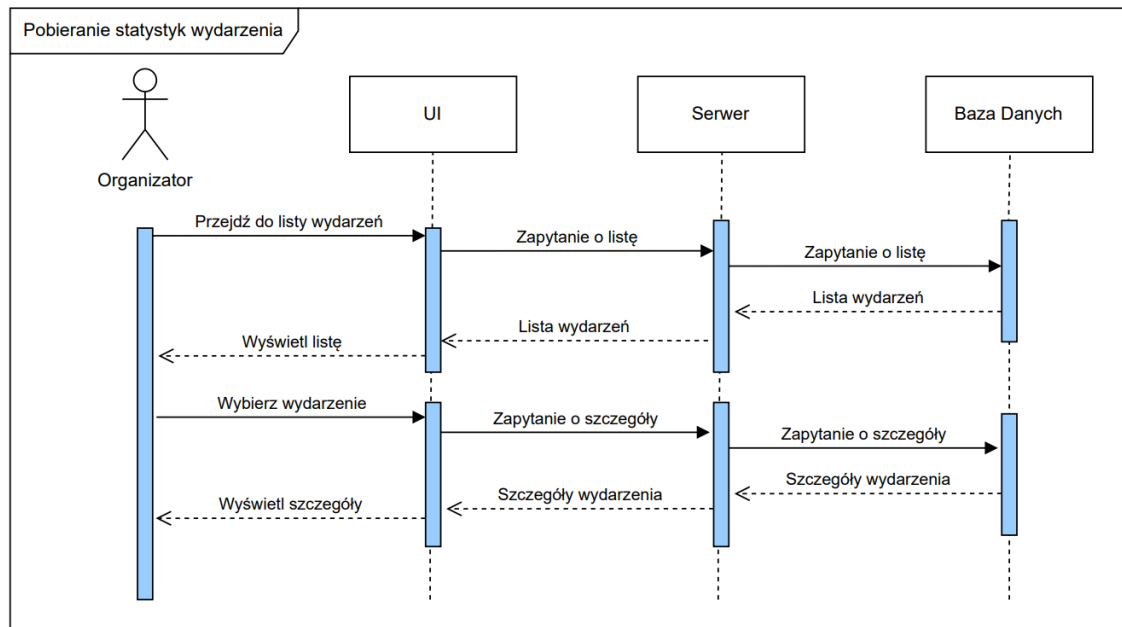 Pobieranie statystyk wydarzenia
UI
Serwer
Baza Danych
Organizator
Przejdź do listy wydarzeń
Zapytanie o listę
Zapytanie o listę
Lista wydarzeń
Lista wydarzeń
Wyświetl listę
Wybierz wydarzenie
Zapytanie o szczegóły
Zapytanie o szczegóły
Szczegóły wydarzenia
Szczegóły wydarzenia
Wyświetl szczegóły